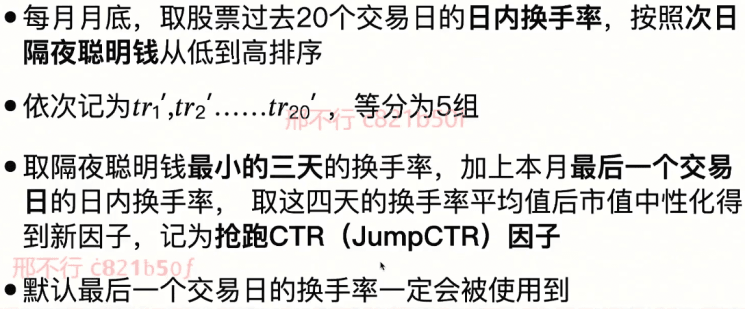 •每月月底，取股票过去20个交易日的日内换手率，按照次日
隔夜聪明钱从低到高排序
•依次记为tr₁′,tr₂′……tr₂₀′，等分为5组
邢不行 c821b50f
•取隔夜聪明钱最小的三天的换手率，加上本月最后一个交易
日的日内换手率， 取这四天的换手率平均值后市值中性化得
到新因子，记为抢跑CTR（JumpCTR）因子
邢不行 c821b50f
•默认最后一个交易日的换手率一定会被使用到